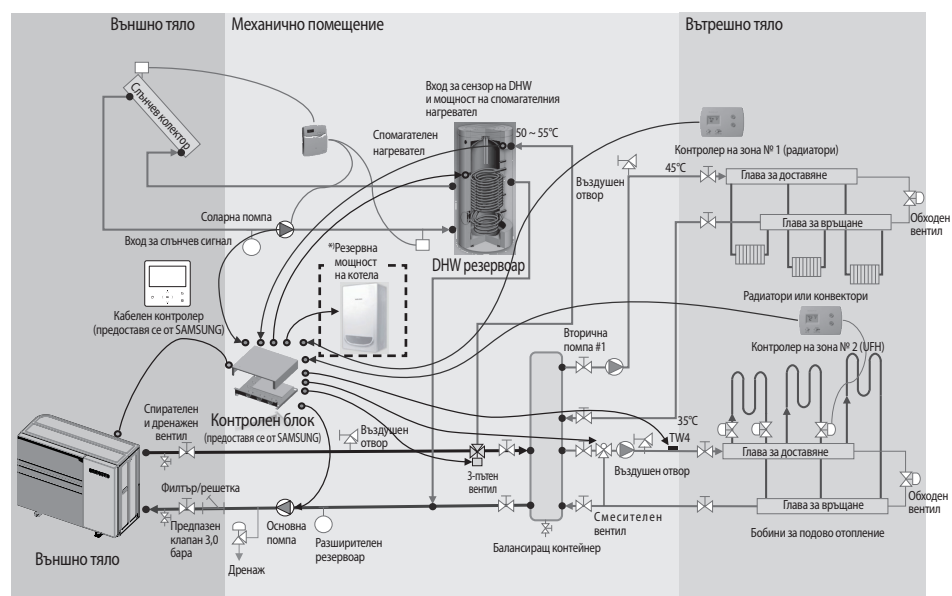 Външно тяло
Механично помещение
Вътрешно тяло
Слънчев колектор
Вход за сензор на DHW
и мощност на спомагателния
нагревател
Спомагателен
нагревател
50 ~ 55°C
Контролер на зона № 1 (радиатори)
Въздушен
отвор
45°C
Глава за доставяне
Глава за връщане
Обходен
вентил
Соларна помпа
Вход за слънчев сигнал
*)Резервна
мощност
на котела
DHW резервоар
Радиатори или конвектори
Кабелен контролер
(предоставя се от SAMSUNG)
Вторична
помпа #1
Контролер на зона № 2 (UFH)
Спирателен
и дренажен
вентил
Контролен блок
(предоставя се от SAMSUNG)
Въздушен
отвор
35°C
TW4
3-пътен
вентил
Въздушен отвор
Глава за доставяне
Филтър/решетка
Предпазен
клапан 3,0
бара
Основна
помпа
Разширителен
резервоар
Смесителен
вентил
Глава за връщане
Обходен
вентил
Балансиращ контейнер
Бобини за подово отопление
Външно тяло
Дренаж